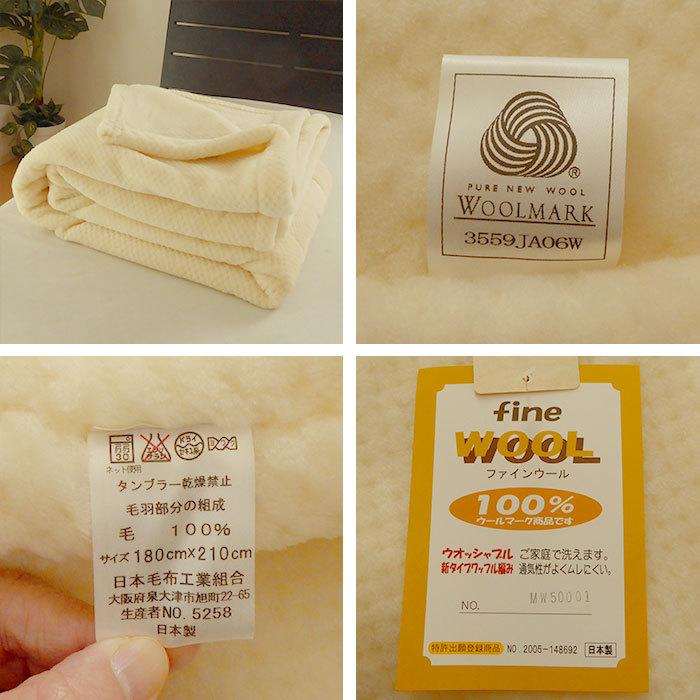 ®
PURE NEW WOOL
WOOLMARK
3559JA06W
30
ネット使用
タンブラー乾燥禁止
毛羽部分の組成
毛 100%
サイズ 180cm×210cm
日本毛布工業組合
大阪府泉大津市旭町22-65
生産者NO. 5258
日本製
fine
WOOL
ファインウール
100%
ウールマーク商品です
ウオッシャブル ご家庭で洗えます。
新タイプワッフル編み 通気性がよくムレにくい。
NO. MW50001
特許出願登録商品 NO. 2005-148692 日本製